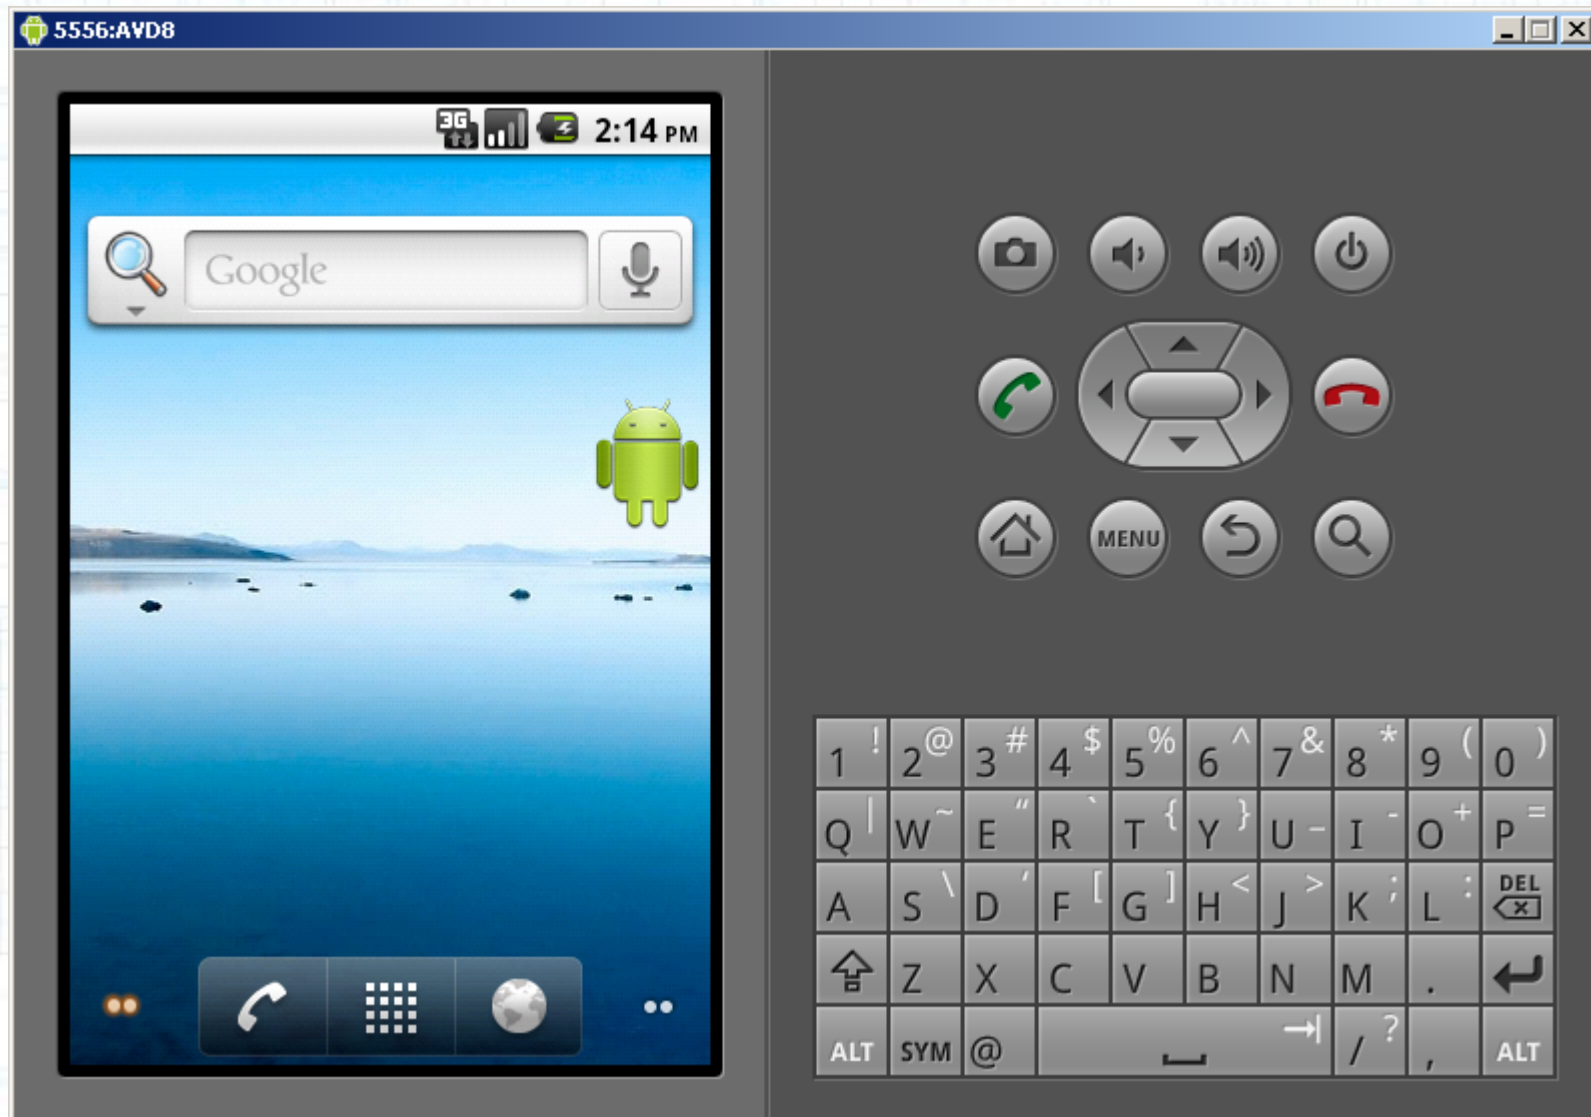 5556:AVD8
3G 2:14 PM
Google
MENU
1 ! 2 @ 3 # 4 $ 5 % 6 ^ 7 & 8 * 9 ( 0 )
Q | W ~ E " R ` T { Y } U _ I - O + P =
A S \ D ' F [ G ] H < J > K ; L : DEL
Z X C V B N M .
ALT SYM @ / ? , ALT